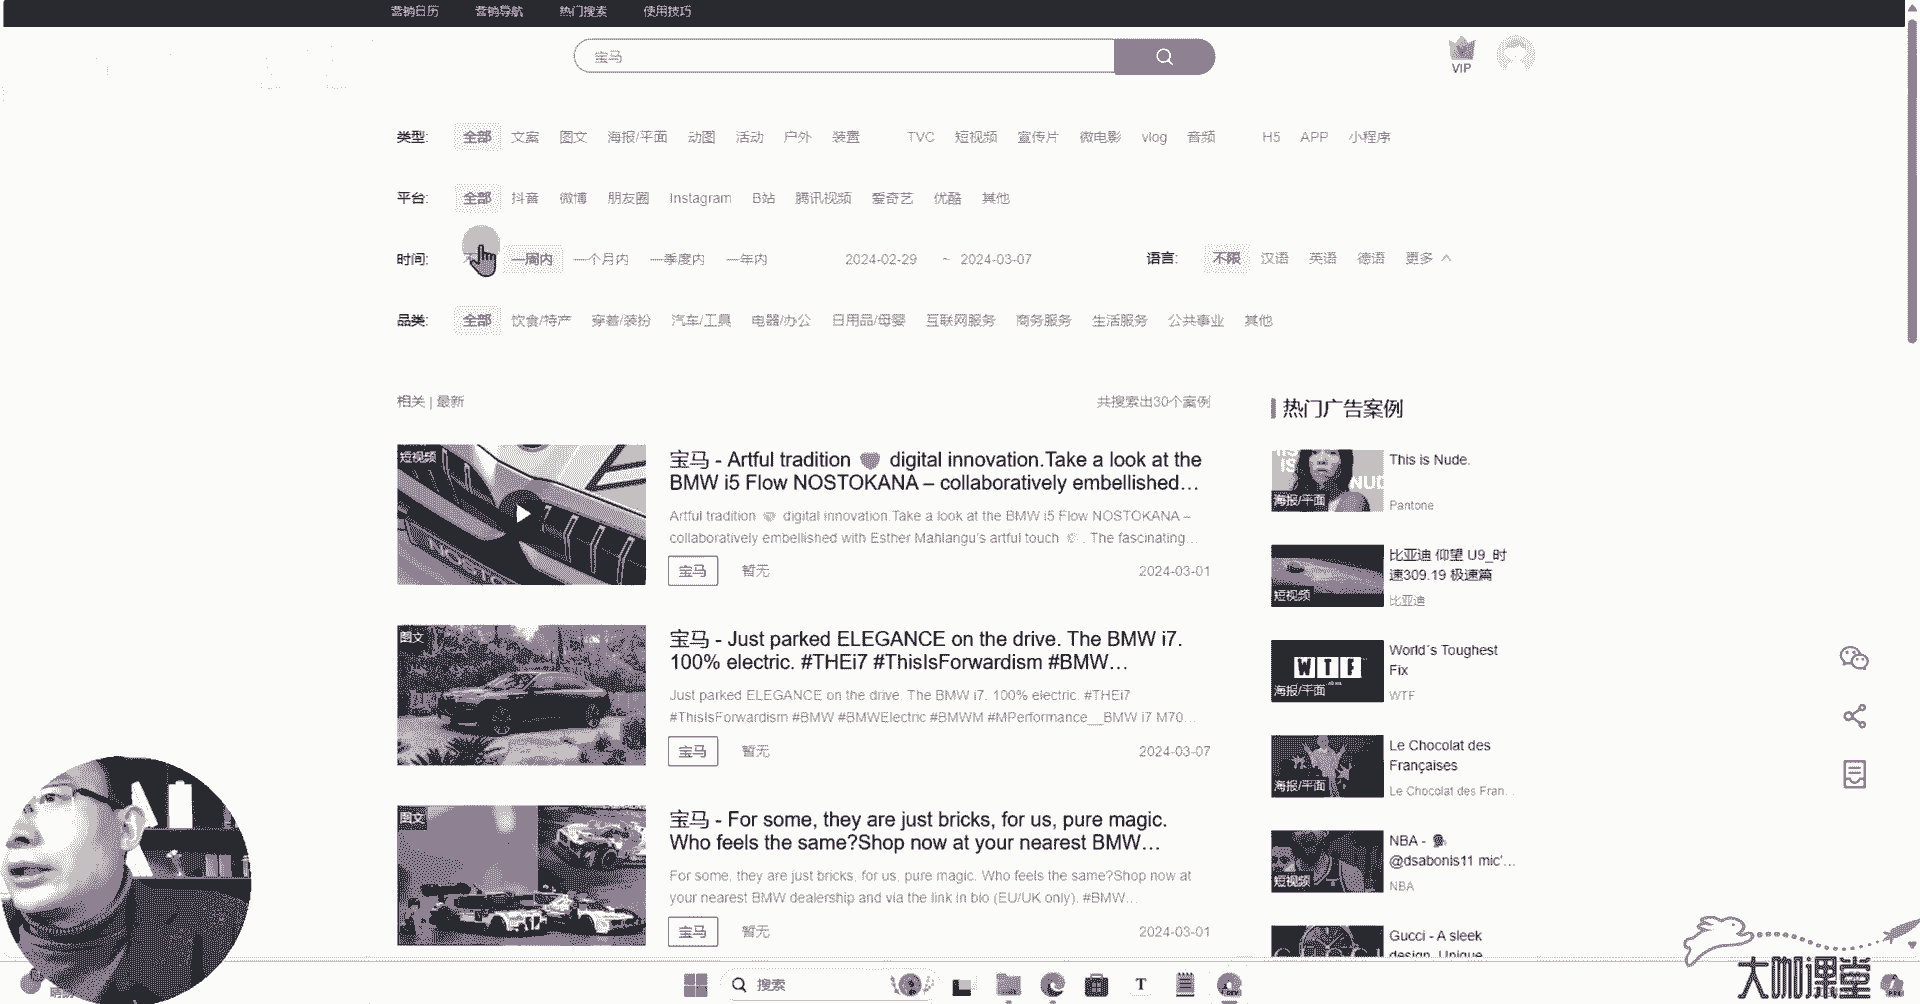 营销日历 营销导航 热门搜索 使用技巧
宝马
VIP
类型: 全部 文案 图文 海报/平面 动图 活动 户外 装置 TVC 短视频 宣传片 微电影 vlog 音频 H5 APP 小程序
平台: 全部 抖音 微博 朋友圈 Instagram B站 腾讯视频 爱奇艺 优酷 其他
时间: 一周内 一个月内 一季度内 一年内 2024-02-29 ~ 2024-03-07 语言: 不限 汉语 英语 德语 更多
品类: 全部 饮食/特产 穿着/装扮 汽车/工具 电器/办公 日用品/母婴 互联网服务 商务服务 生活服务 公共事业 其他
相关 | 最新 共搜索出30个案例
短视频
宝马 - Artful tradition digital innovation.Take a look at the
BMW i5 Flow NOSTOKANA – collaboratively embellished…
Artful tradition digital innovation.Take a look at the BMW i5 Flow NOSTOKANA –
collaboratively embellished with Esther Mahlangu's artful touch . The fascinating…
宝马 暂无 2024-03-01
图文
宝马 - Just parked ELEGANCE on the drive. The BMW i7.
100% electric. #THEi7 #ThisIsForwardism #BMW…
Just parked ELEGANCE on the drive. The BMW i7. 100% electric. #THEi7
#ThisIsForwardism #BMW #BMWElectric #BMWM #MPerformance__BMW i7 M70…
宝马 暂无 2024-03-07
图文
宝马 - For some, they are just bricks, for us, pure magic.
Who feels the same?Shop now at your nearest BMW…
For some, they are just bricks, for us, pure magic. Who feels the same?Shop now at
your nearest BMW dealership and via the link in bio (EU/UK only). #BMW…
宝马 暂无 2024-03-01
热门广告案例
海报/平面
This is Nude.
Pantone
短视频
比亚迪 仰望 U9_时
速309.19 极速篇
比亚迪
WTF
海报/平面
World´s Toughest
Fix
WTF
海报/平面
Le Chocolat des
Françaises
Le Chocolat des Fran…
短视频
NBA -
@dsabonis11 mic'…
NBA
Gucci - A sleek
design. Unique
搜索
大咖课堂